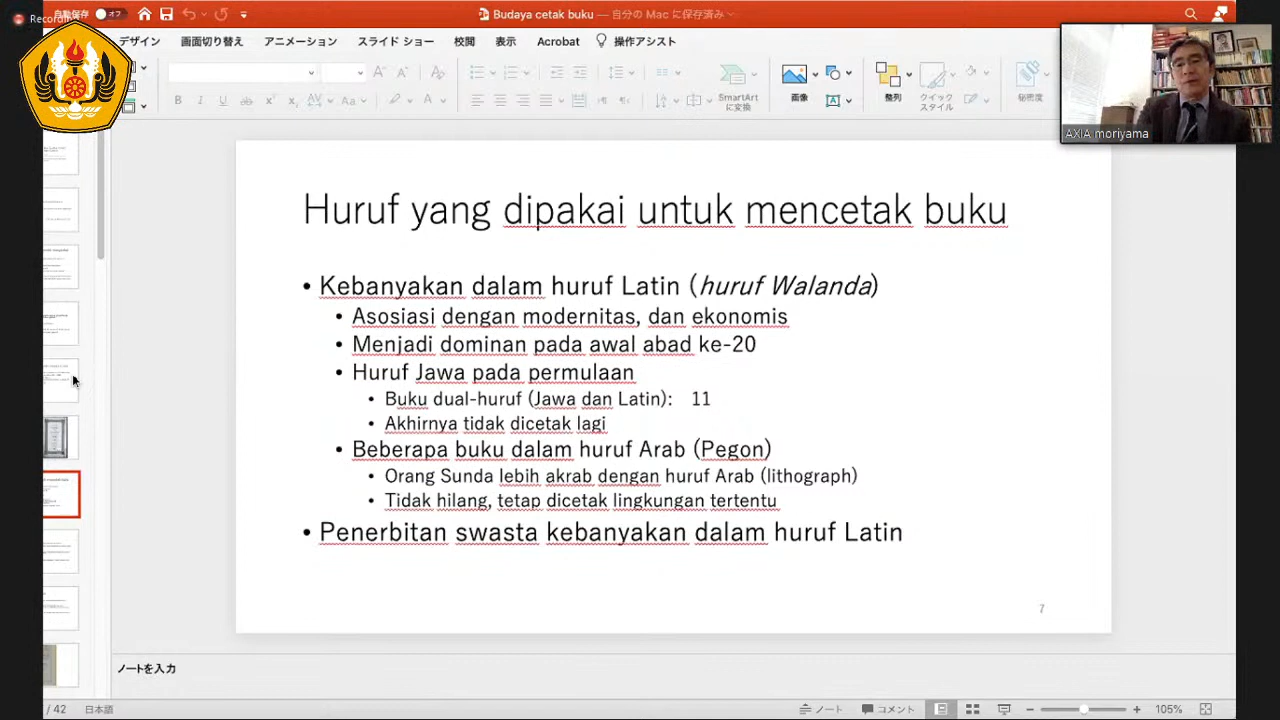 Recordin
自動保存 オフ
Budaya cetak buku — 自分の Mac に保存済み
デザイン 画面切り替え アニメーション スライド ショー 校閲 表示 Acrobat 操作アシスト
B I U ab x² x₂ Aa
SmartArt に変換
画像
整列
クイック スタイル
秘密度
AXIA moriyama
Huruf yang dipakai untuk mencetak buku
• Kebanyakan dalam huruf Latin (huruf Walanda)
• Asosiasi dengan modernitas, dan ekonomis
• Menjadi dominan pada awal abad ke-20
• Huruf Jawa pada permulaan
• Buku dual-huruf (Jawa dan Latin): 11
• Akhirnya tidak dicetak lagi
• Beberapa buku dalam huruf Arab (Pegon)
• Orang Sunda lebih akrab dengan huruf Arab (lithograph)
• Tidak hilang, tetap dicetak lingkungan tertentu
• Penerbitan swasta kebanyakan dalam huruf Latin
7
ノートを入力
/ 42 日本語 ノート コメント 105%